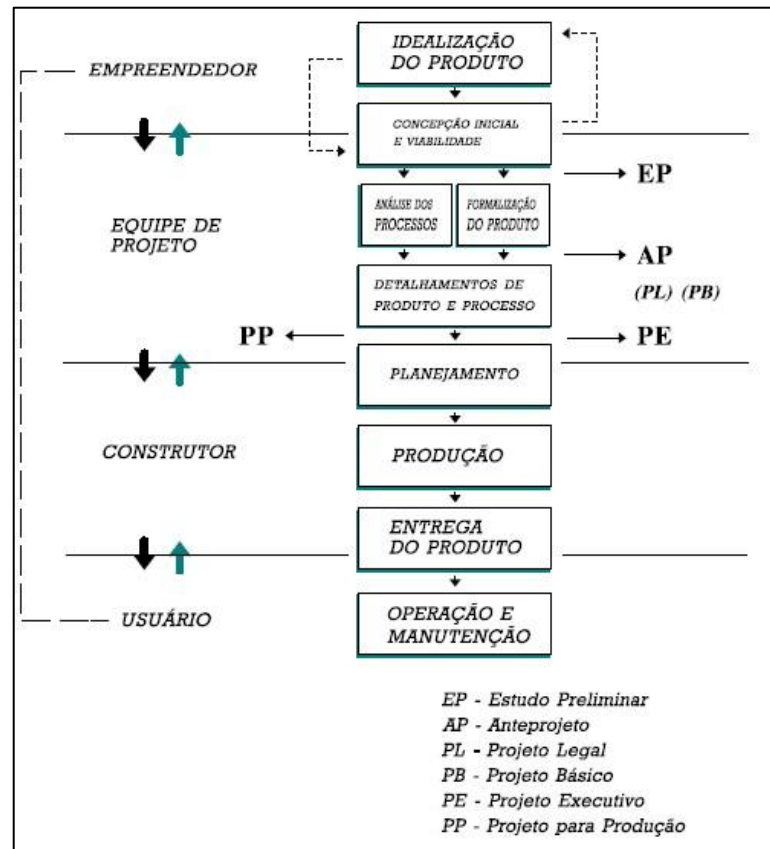 IDEALIZAÇÃO
DO PRODUTO
EMPREENDEDOR
CONCEPÇÃO INICIAL
E VIABILIDADE
EP
ANÁLISE DOS
PROCESSOS
FORMALIZAÇÃO
DO PRODUTO
EQUIPE DE
PROJETO
AP
(PL) (PB)
DETALHAMENTOS DE
PRODUTO E PROCESSO
PP
PE
PLANEJAMENTO
CONSTRUTOR
PRODUÇÃO
ENTREGA
DO PRODUTO
USUÁRIO
OPERAÇÃO E
MANUTENÇÃO
EP - Estudo Preliminar
AP - Anteprojeto
PL - Projeto Legal
PB - Projeto Básico
PE - Projeto Executivo
PP - Projeto para Produção